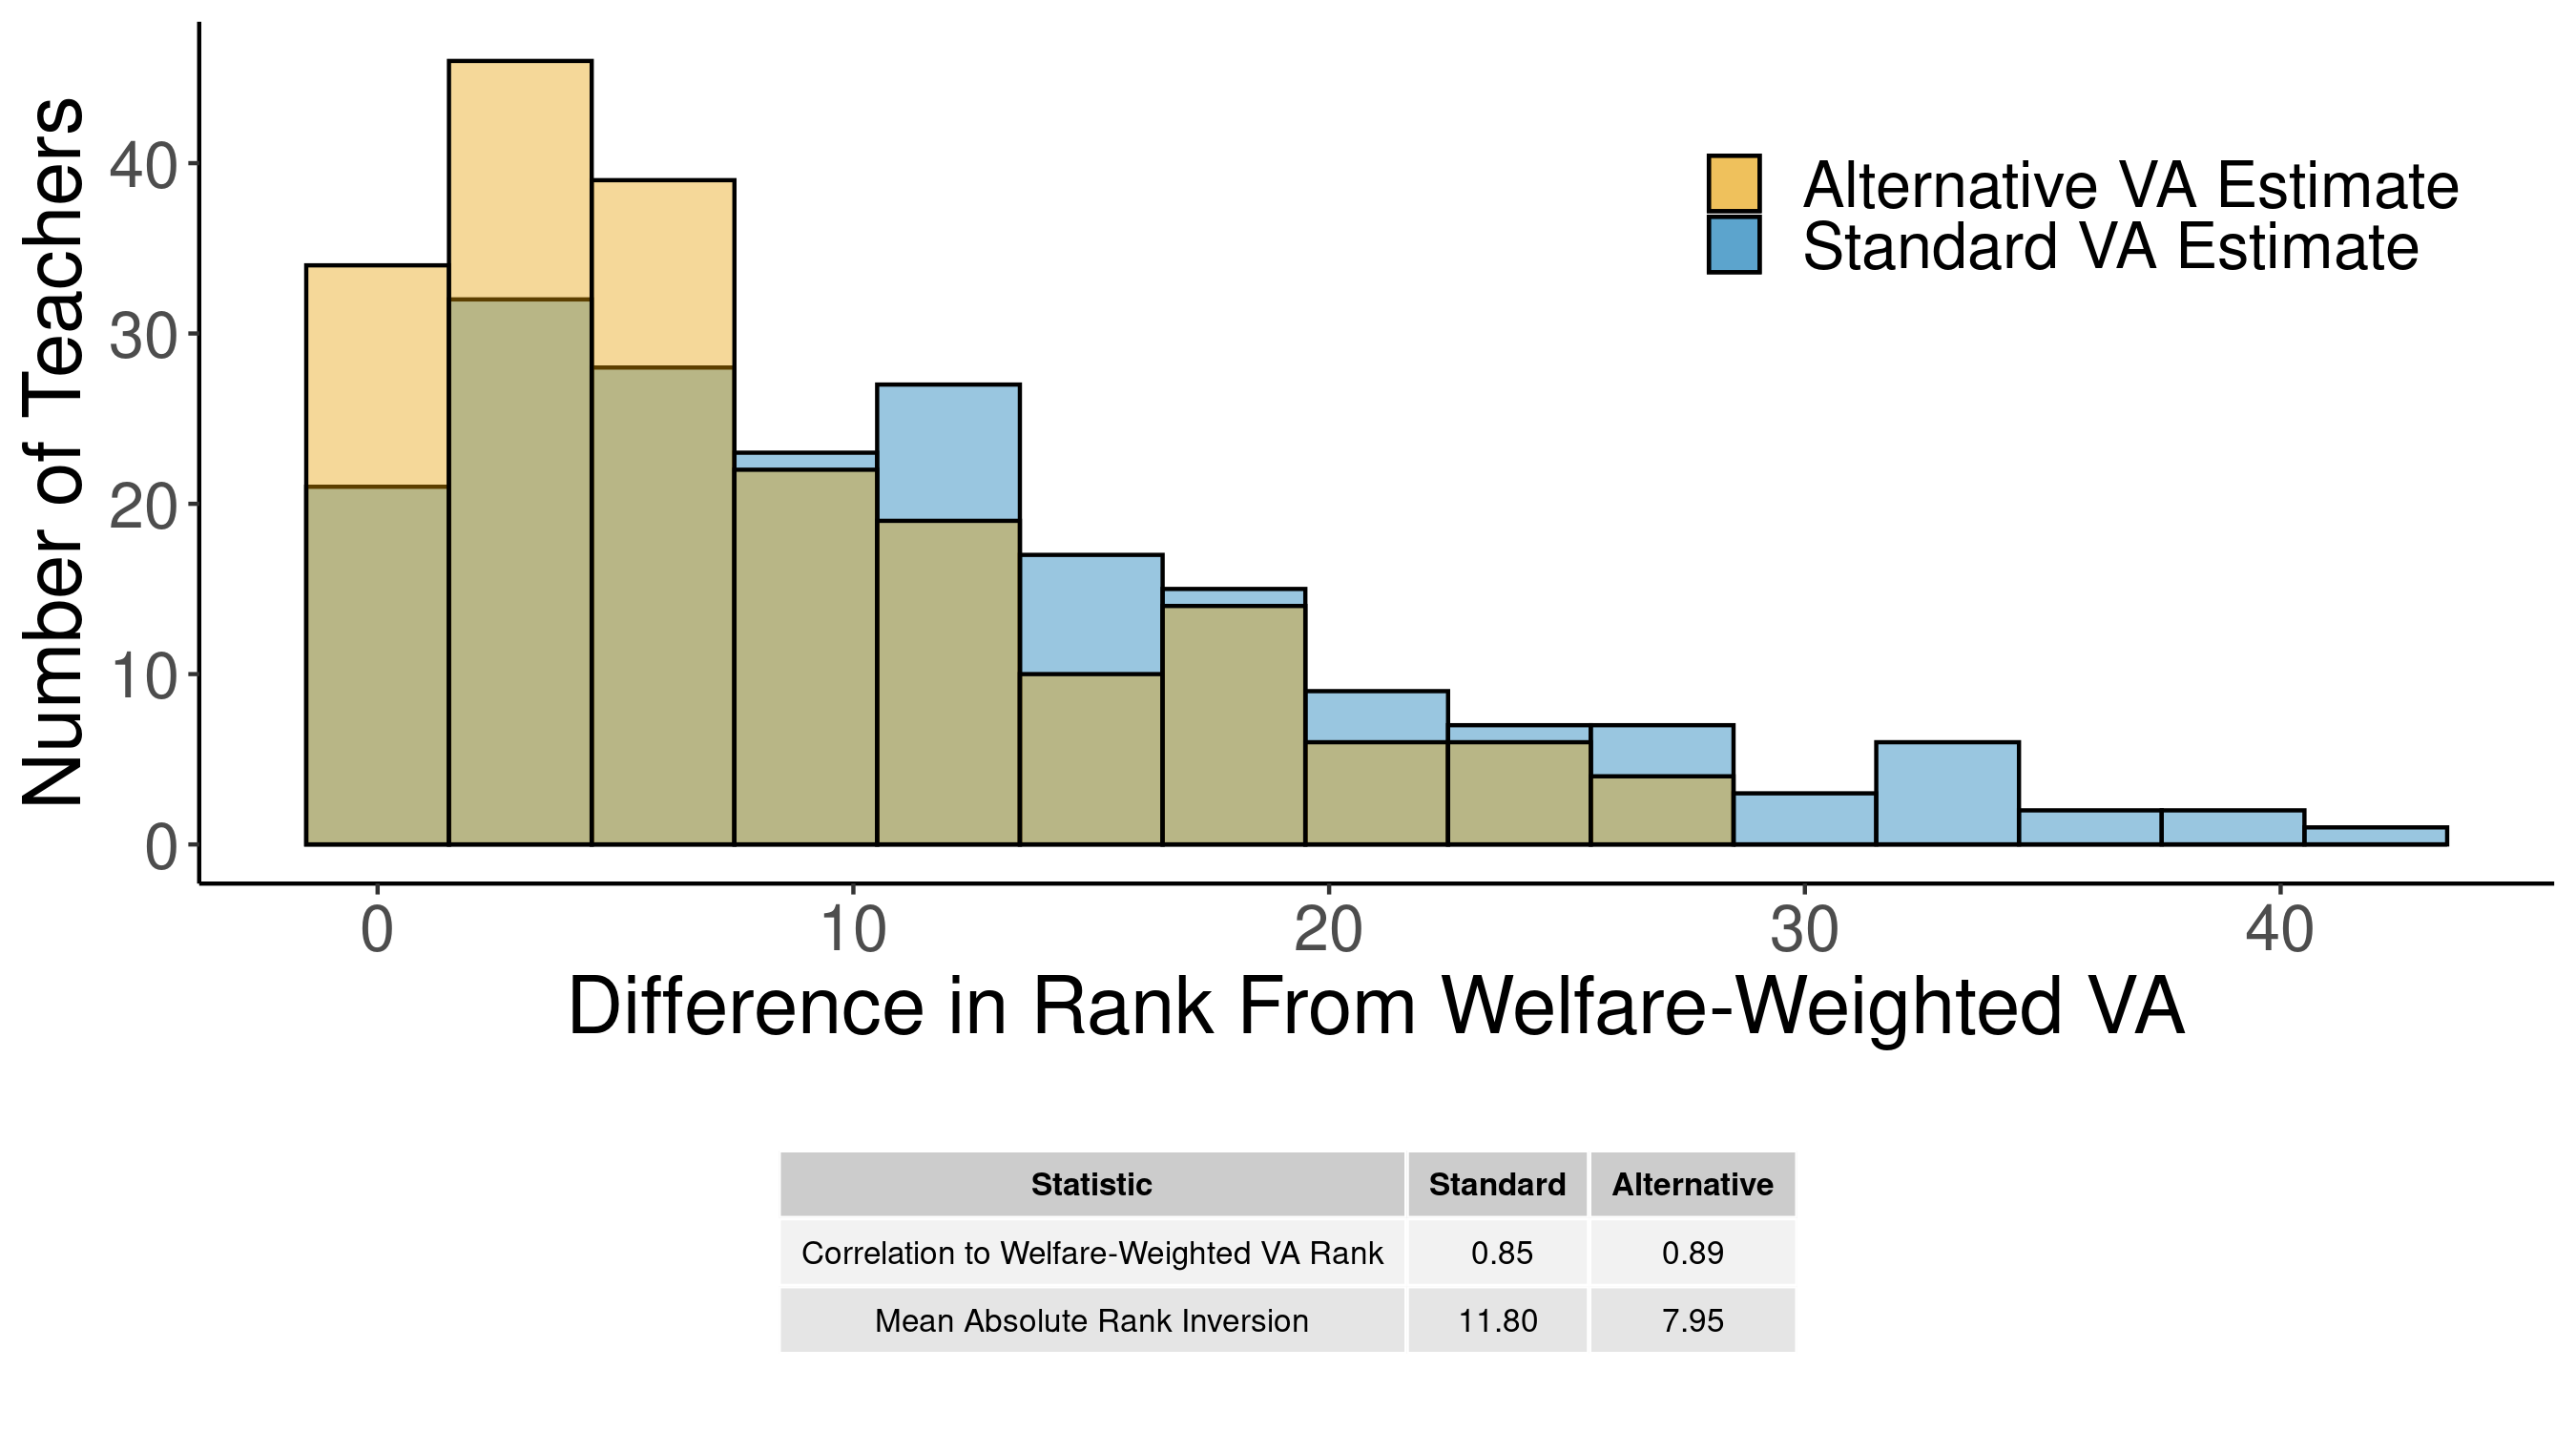 Number of Teachers
40
30
20
10
0
Alternative VA Estimate
Standard VA Estimate
0 10 20 30 40
Difference in Rank From Welfare-Weighted VA
Statistic Standard Alternative
Correlation to Welfare-Weighted VA Rank 0.85 0.89
Mean Absolute Rank Inversion 11.80 7.95